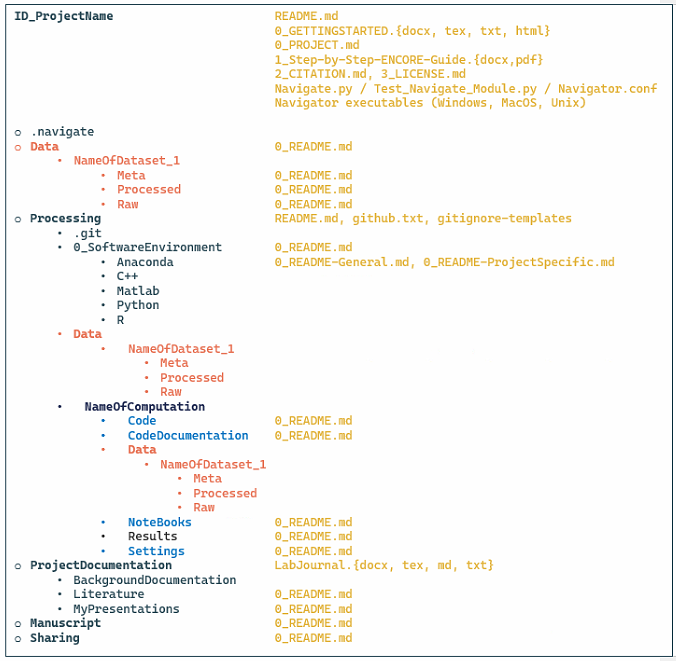 ID_ProjectName README.md
0_GETTINGSTARTED.{docx, tex, txt, html}
0_PROJECT.md
1_Step-by-Step-ENCORE-Guide.{docx,pdf}
2_CITATION.md, 3_LICENSE.md
Navigate.py / Test_Navigate_Module.py / Navigator.conf
Navigator executables (Windows, MacOS, Unix)
○ .navigate
○ Data 0_README.md
• NameOfDataset_1
• Meta 0_README.md
• Processed 0_README.md
• Raw 0_README.md
○ Processing README.md, github.txt, gitignore-templates
• .git
• 0_SoftwareEnvironment 0_README.md
• Anaconda 0_README-General.md, 0_README-ProjectSpecific.md
• C++
• Matlab
• Python
• R
• Data
• NameOfDataset_1
• Meta
• Processed
• Raw
• NameOfComputation
• Code 0_README.md
• CodeDocumentation 0_README.md
• Data
• NameOfDataset_1
• Meta
• Processed
• Raw
• NoteBooks 0_README.md
• Results 0_README.md
• Settings 0_README.md
○ ProjectDocumentation LabJournal.{docx, tex, md, txt}
• BackgroundDocumentation
• Literature 0_README.md
• MyPresentations 0_README.md
○ Manuscript 0_README.md
○ Sharing 0_README.md